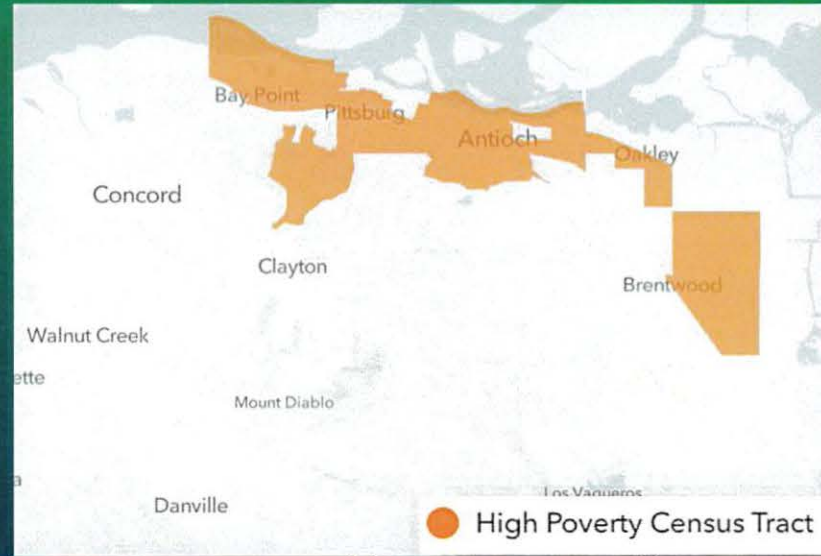 Bay Point
Pittsburg
Antioch
Oakley
Concord
Clayton
Brentwood
Walnut Creek
ette
Mount Diablo
a
Danville
Los Vaqueros
High Poverty Census Tract